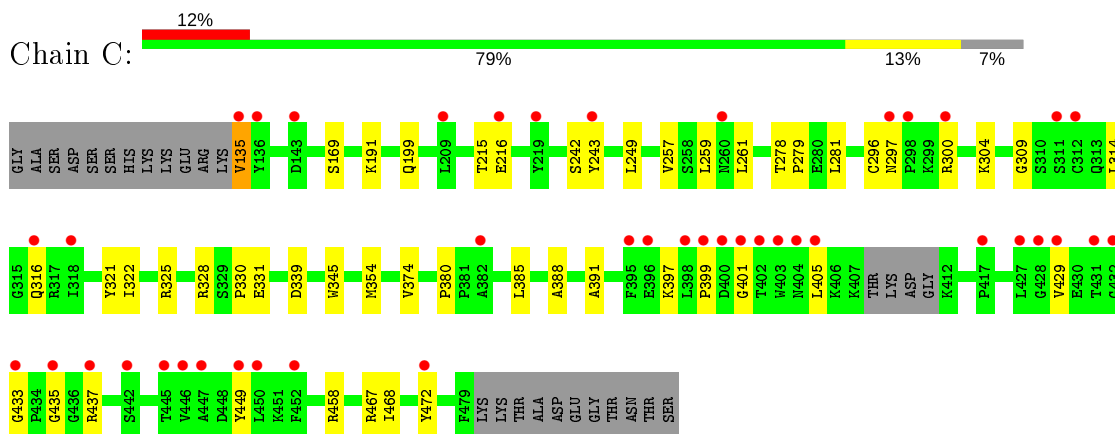 12%
Chain C:
79% 13% 7%
GLY ALA SER ASP SER SER HIS LYS LYS GLU ARG LYS V135 Y136 D143 S169 K191 Q199 L209 T215 E216 Y219 S242 Y243 L249 V257 S258 L259 N260 L261 T278 P279 E280 L281 C296 N297 P298 K299 R300 K304 G309 S310 S311 C312 Q313 L314
G315 Q316 R317 I318 Y321 I322 R325 R328 S329 P330 E331 D339 W345 M354 V374 P380 P381 A382 L385 A388 A391 F395 E396 K397 L398 P399 D400 G401 T402 W403 N404 L405 K406 K407 THR LYS ASP GLY K412 P417 L427 G428 V429 E430 T431 G432
G433 P434 G435 G436 R437 S442 T445 V446 A447 D448 Y449 L450 K451 F452 R458 R467 I468 Y472 F479 LYS LYS THR ALA ASP GLU GLY THR ASN THR SER